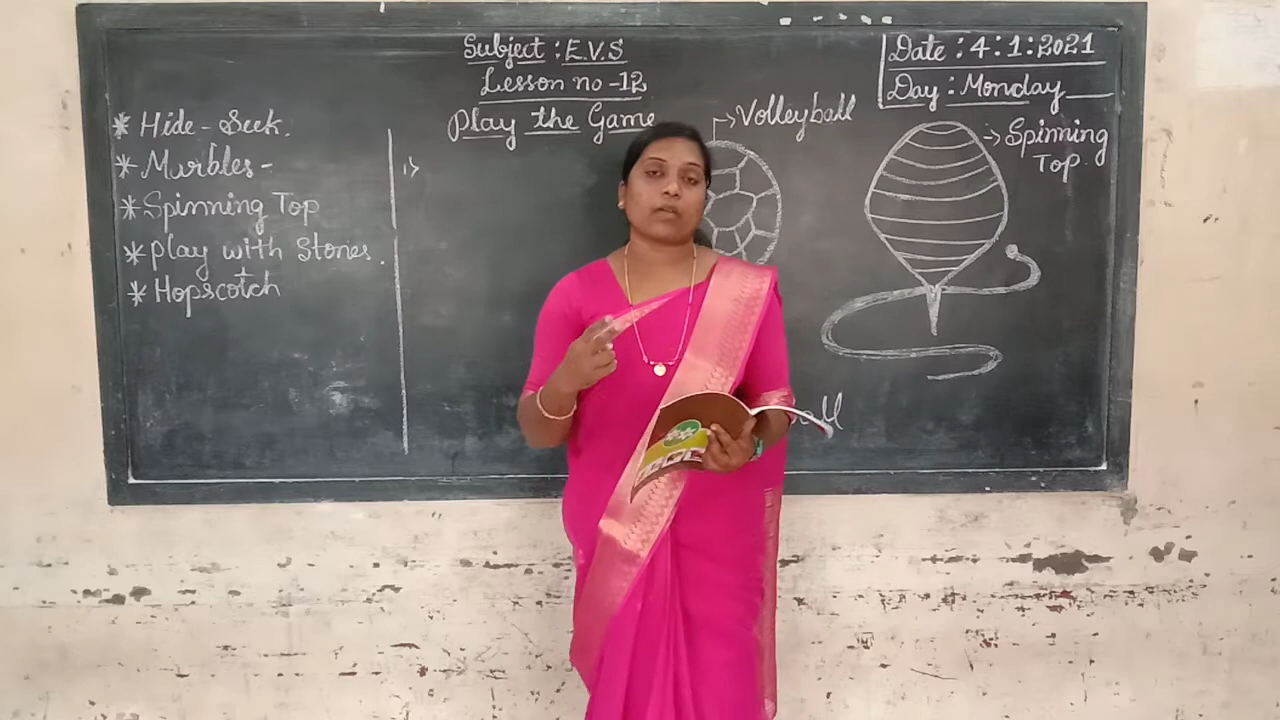 Subject : E.V.S
Lesson no - 12
Play the Game
Date : 4 : 1 : 2021
Day : Monday
* Hide - Seek.
* Marbles -
* Spinning Top
* Play with Stones.
* Hopscotch
1)
Volleyball
Spinning
Top